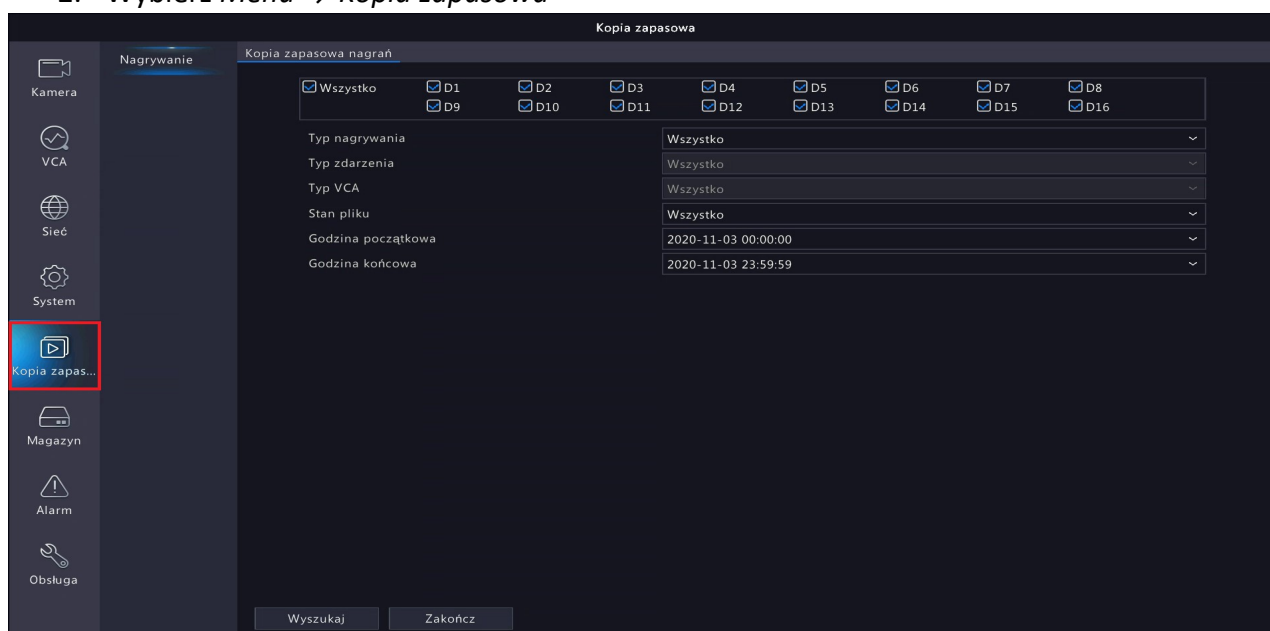 2. Wybierz Menu → Kopia zapasowa
Kopia zapasowa
Kamera
VCA
Sieć
System
Kopia zapas...
Magazyn
Alarm
Obsługa
Nagrywanie
Kopia zapasowa nagrań
Wszystko D1 D2 D3 D4 D5 D6 D7 D8
D9 D10 D11 D12 D13 D14 D15 D16
Typ nagrywania Wszystko
Typ zdarzenia Wszystko
Typ VCA Wszystko
Stan pliku Wszystko
Godzina początkowa 2020-11-03 00:00:00
Godzina końcowa 2020-11-03 23:59:59
Wyszukaj Zakończ